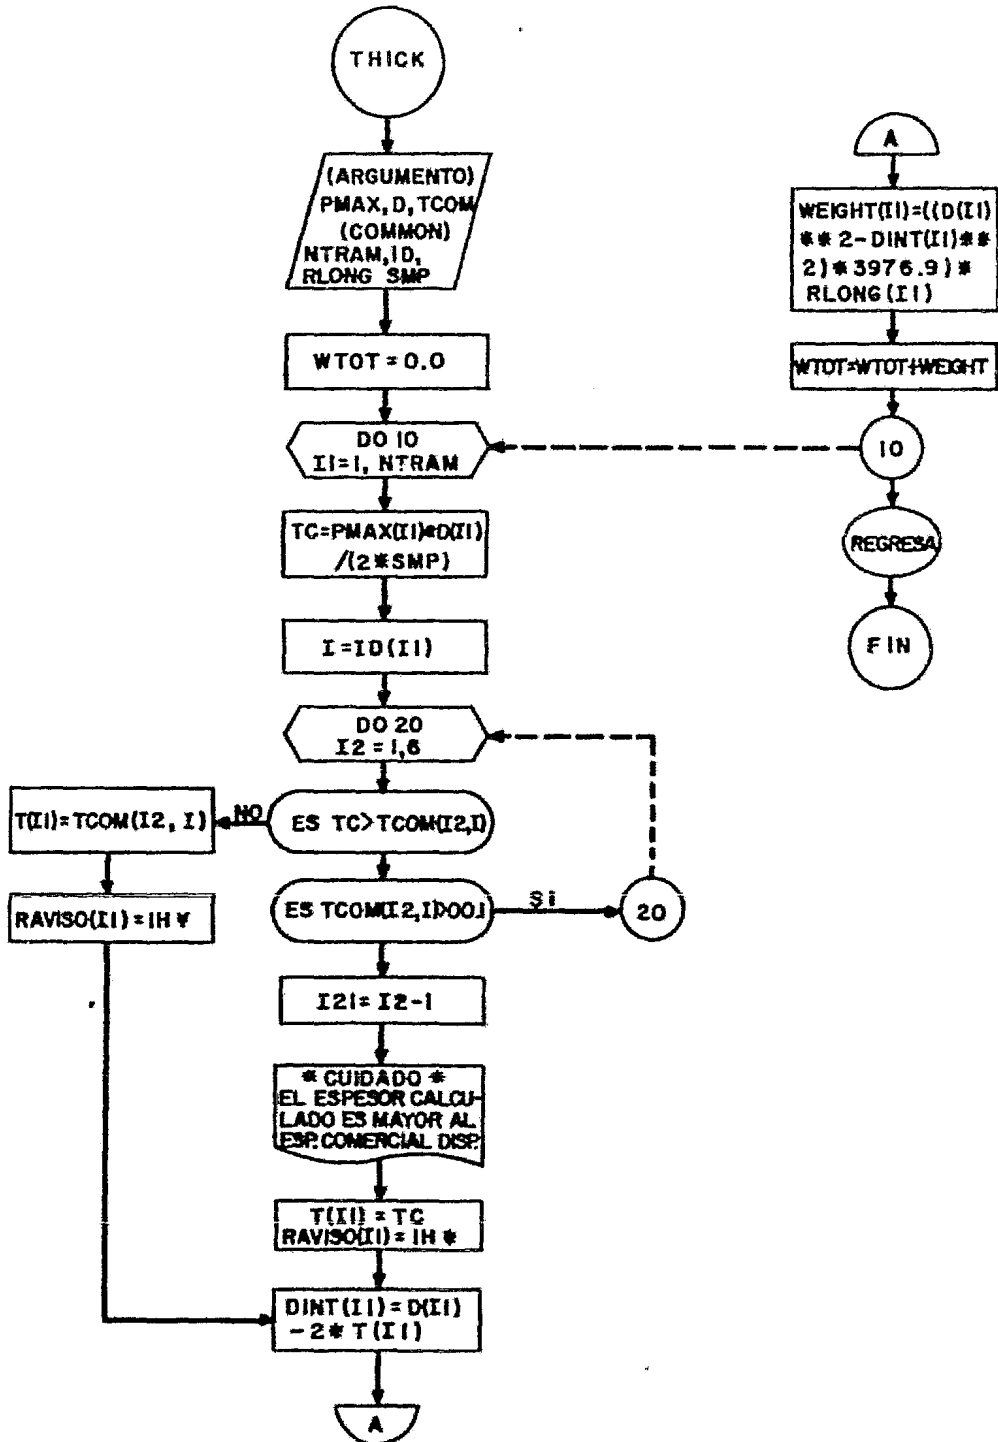 THICK
(ARGUMENTO)
PMAX, D, TCOM
(COMMON)
NTRAM, ID,
RLONG SMP
WTOT = 0.0
DO 10
I1=1, NTRAM
TC=PMAX(I1)*D(I1)
/(2*SMP)
I=ID(I1)
DO 20
I2=1,6
ES TC>TCOM(I2,I)
NO
T(I1)=TCOM(I2,I)
RAVISO(I1)=1H
ES TCOM(I2,I)>00.1
Si
20
I21=I2-1
* CUIDADO *
EL ESPESOR CALCU-
LADO ES MAYOR AL
ESP. COMERCIAL DISP.
T(I1)=TC
RAVISO(I1)=1H *
DINT(I1)=D(I1)
-2* T(I1)
A
A
WEIGHT(I1)=((D(I1)
** 2-DINT(I1)**
2)*3976.9)*
RLONG(I1)
WTOT=WTOT+WEIGHT
10
REGRESA
FIN